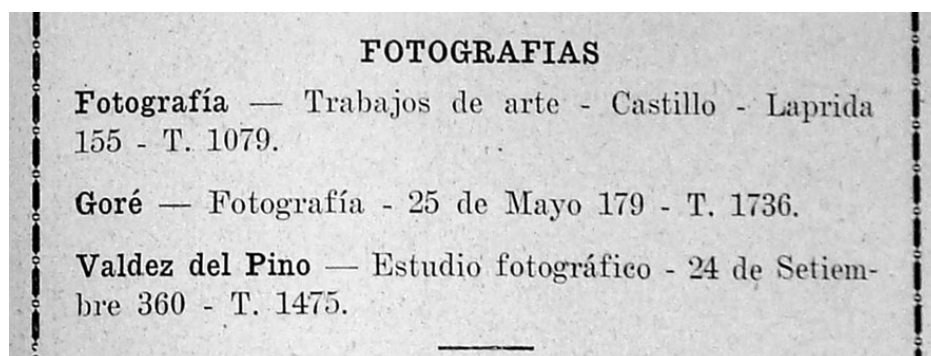 FOTOGRAFIAS
Fotografía — Trabajos de arte - Castillo - Laprida
155 - T. 1079.
Goré — Fotografía - 25 de Mayo 179 - T. 1736.
Valdez del Pino — Estudio fotográfico - 24 de Setiem-
bre 360 - T. 1475.